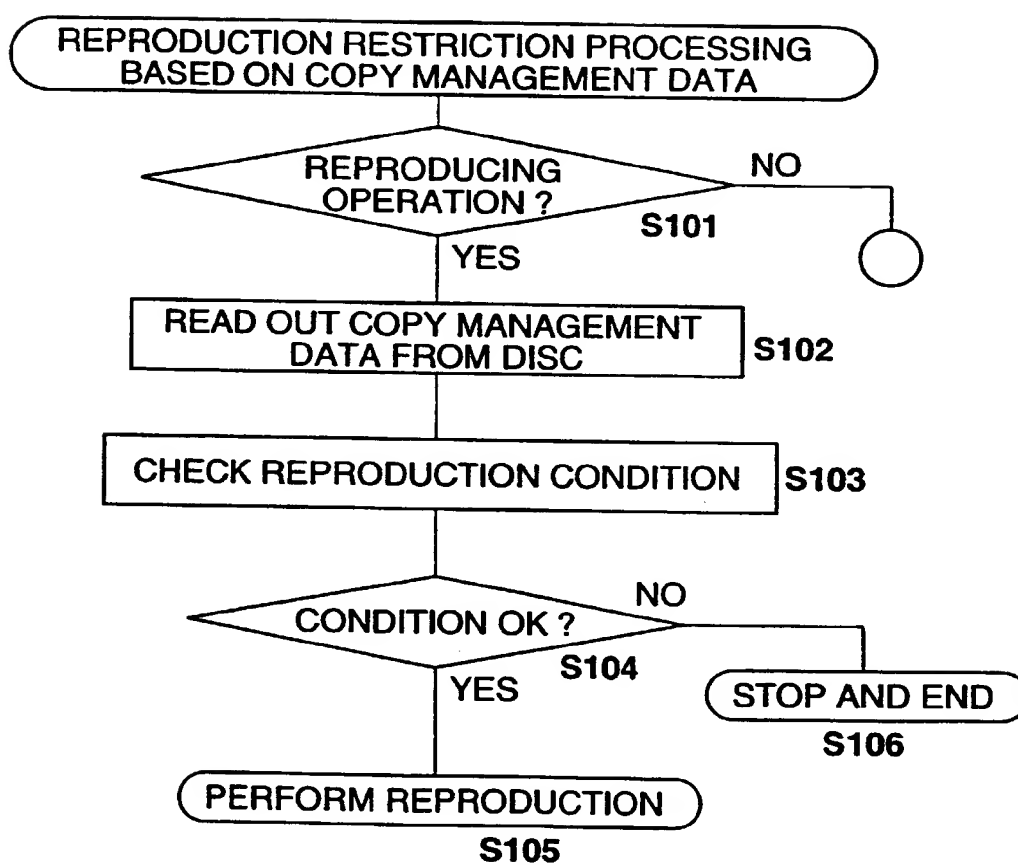 REPRODUCTION RESTRICTION PROCESSING
BASED ON COPY MANAGEMENT DATA
REPRODUCING
OPERATION ?
NO
S101
YES
READ OUT COPY MANAGEMENT
DATA FROM DISC
S102
CHECK REPRODUCTION CONDITION
S103
CONDITION OK ?
NO
S104
YES
STOP AND END
S106
PERFORM REPRODUCTION
S105